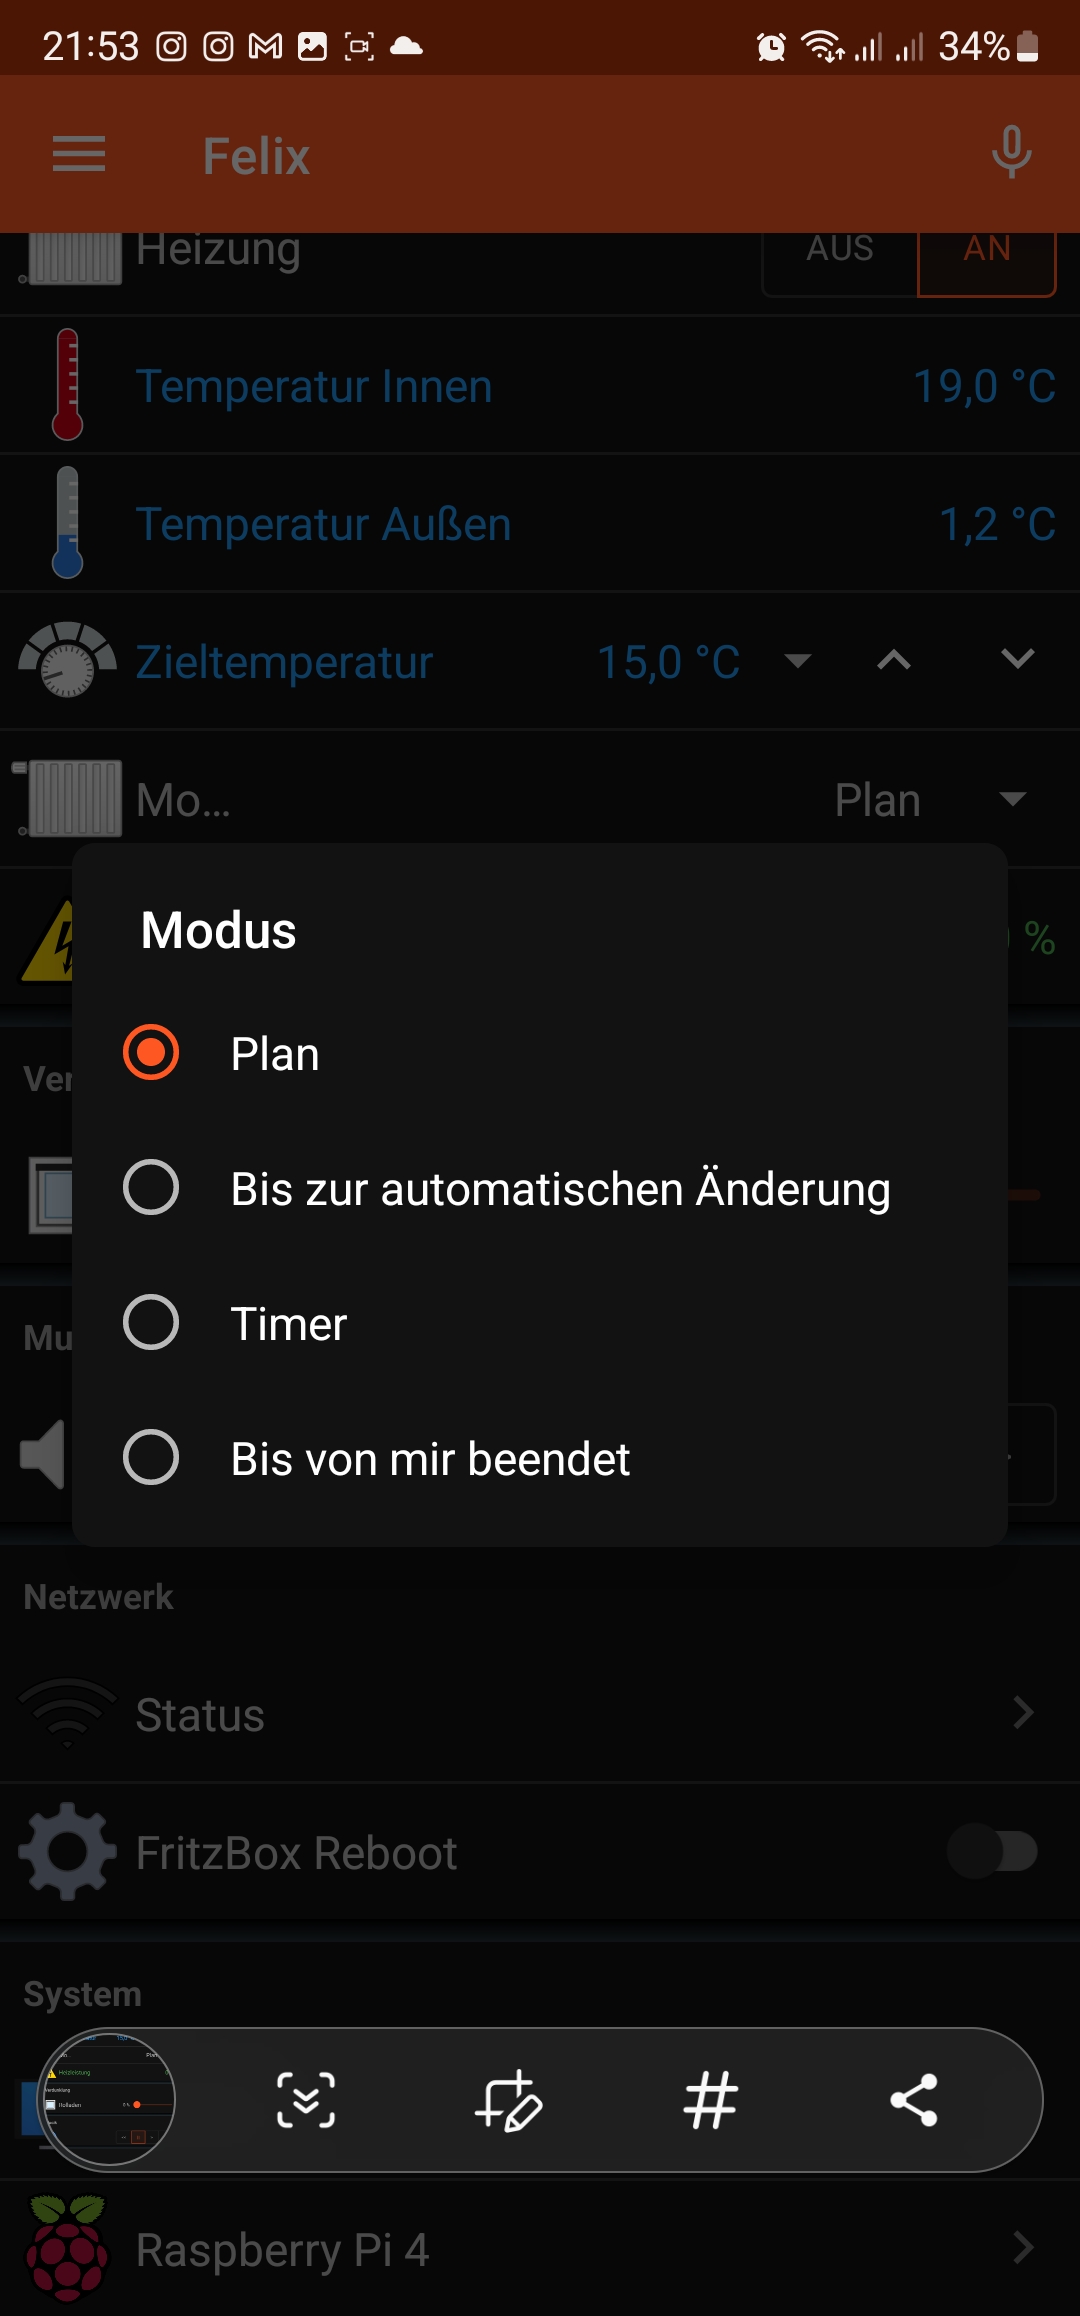 21:53 34%
Felix
Heizung AUS AN
Temperatur Innen 19,0 °C
Temperatur Außen 1,2 °C
Zieltemperatur 15,0 °C
Mo... Plan
%
Modus
Plan
Bis zur automatischen Änderung
Timer
Bis von mir beendet
Ver
Mu
Netzwerk
Status
FritzBox Reboot
System
Raspberry Pi 4